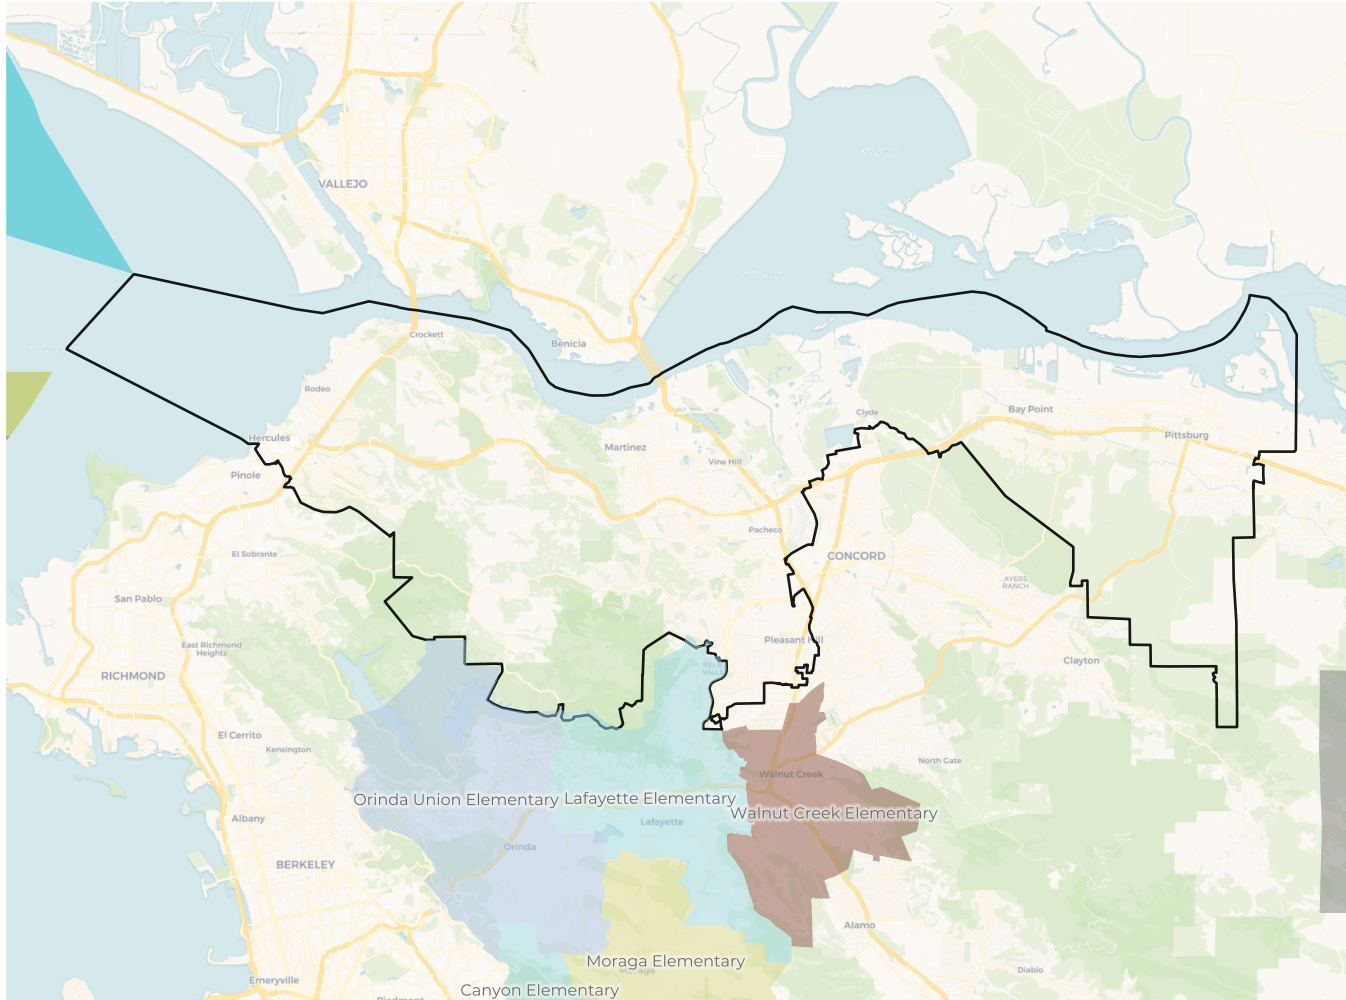 VALLEJO
Crockett
Benicia
Rodeo
Clyde
Bay Point
Hercules
Martinez
Pittsburg
Pinole
Vine Hill
Pacheco
El Sobrante
CONCORD
AYERS
RANCH
San Pablo
East Richmond
Heights
Pleasant Hill
RICHMOND
Clayton
El Cerrito
Kensington
North Gate
Walnut Creek
Orinda Union Elementary
Lafayette Elementary
Walnut Creek Elementary
Albany
Lafayette
Orinda
BERKELEY
Alamo
Moraga Elementary
Moraga
Diablo
Emeryville
Canyon Elementary
Piedmont